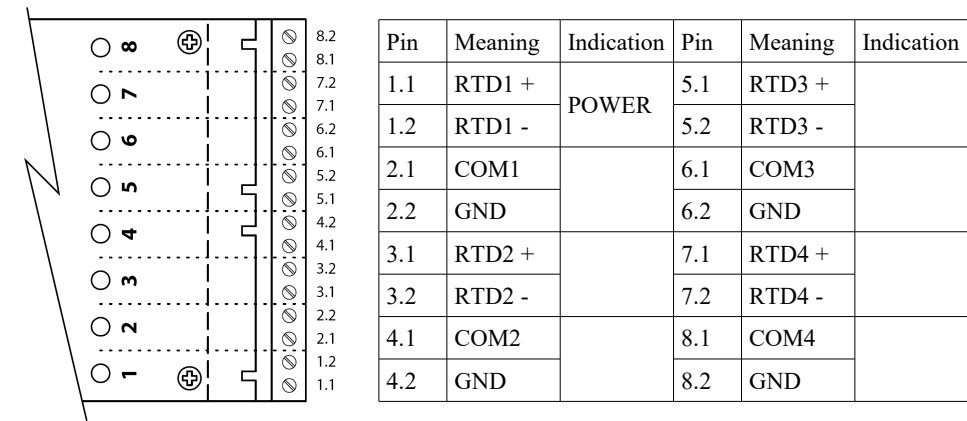 8
7
6
5
4
3
2
1
8.2
8.1
7.2
7.1
6.2
6.1
5.2
5.1
4.2
4.1
3.2
3.1
2.2
2.1
1.2
1.1
Pin Meaning Indication Pin Meaning Indication
1.1 RTD1 + POWER 5.1 RTD3 +
1.2 RTD1 - 5.2 RTD3 -
2.1 COM1 6.1 COM3
2.2 GND 6.2 GND
3.1 RTD2 + 7.1 RTD4 +
3.2 RTD2 - 7.2 RTD4 -
4.1 COM2 8.1 COM4
4.2 GND 8.2 GND